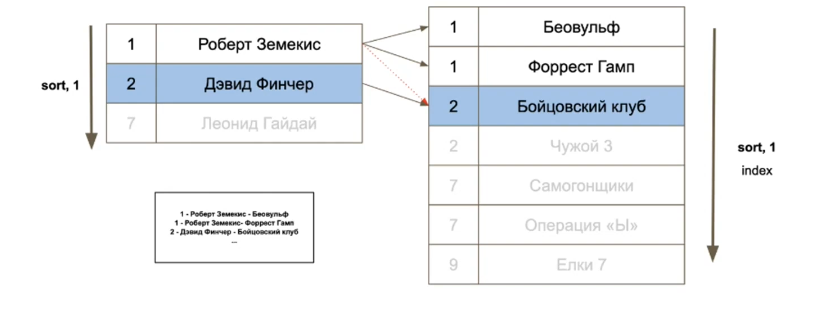 sort, 1
1 Роберт Земекис
2 Дэвид Финчер
7 Леонид Гайдай
1 Беовульф
1 Форрест Гамп
2 Бойцовский клуб
2 Чужой 3
7 Самогонщики
7 Операция «Ы»
9 Елки 7
sort, 1
index
1 - Роберт Земекис - Беовульф
1 - Роберт Земекис- Форрест Гамп
2 - Дэвид Финчер - Бойцовский клуб
...